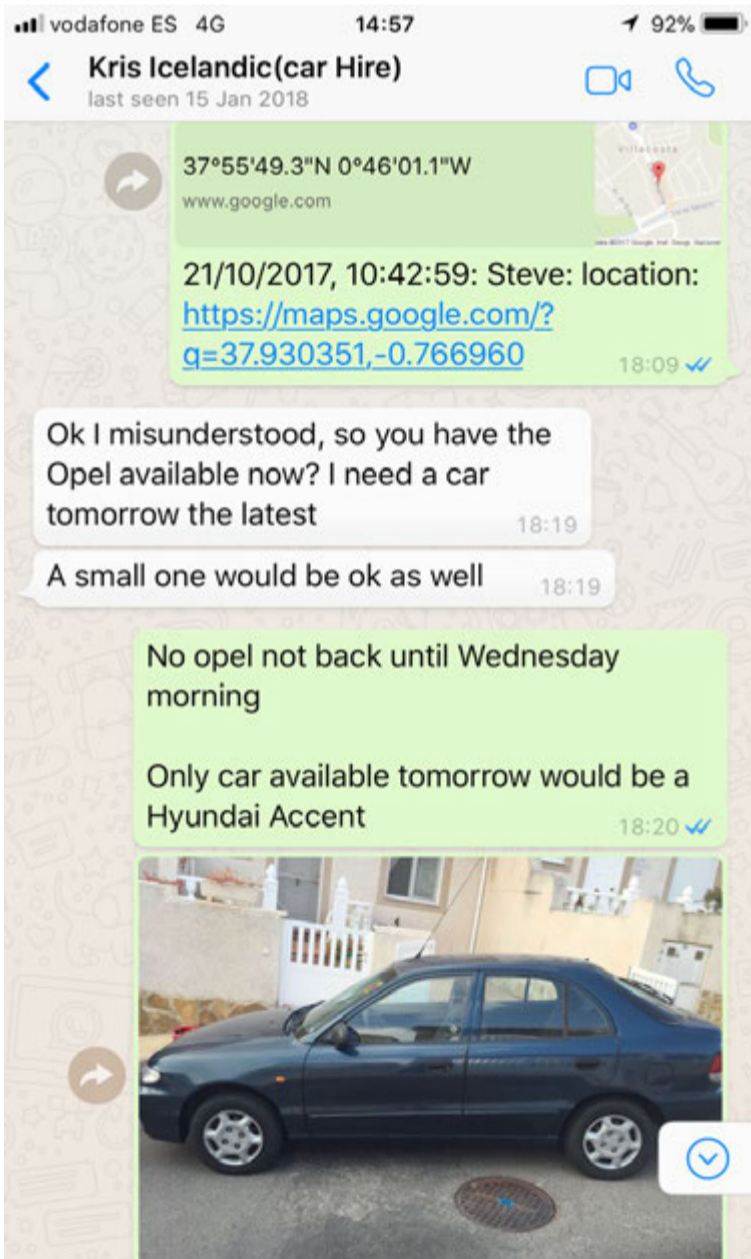 vodafone ES 4G 14:57 92%
Kris Icelandic(car Hire)
last seen 15 Jan 2018
Villacosta
37°55'49.3"N 0°46'01.1"W
www.google.com
21/10/2017, 10:42:59: Steve: location:
https://maps.google.com/?
q=37.930351,-0.766960
18:09
Ok I misunderstood, so you have the
Opel available now? I need a car
tomorrow the latest
18:19
A small one would be ok as well
18:19
No opel not back until Wednesday
morning
Only car available tomorrow would be a
Hyundai Accent
18:20